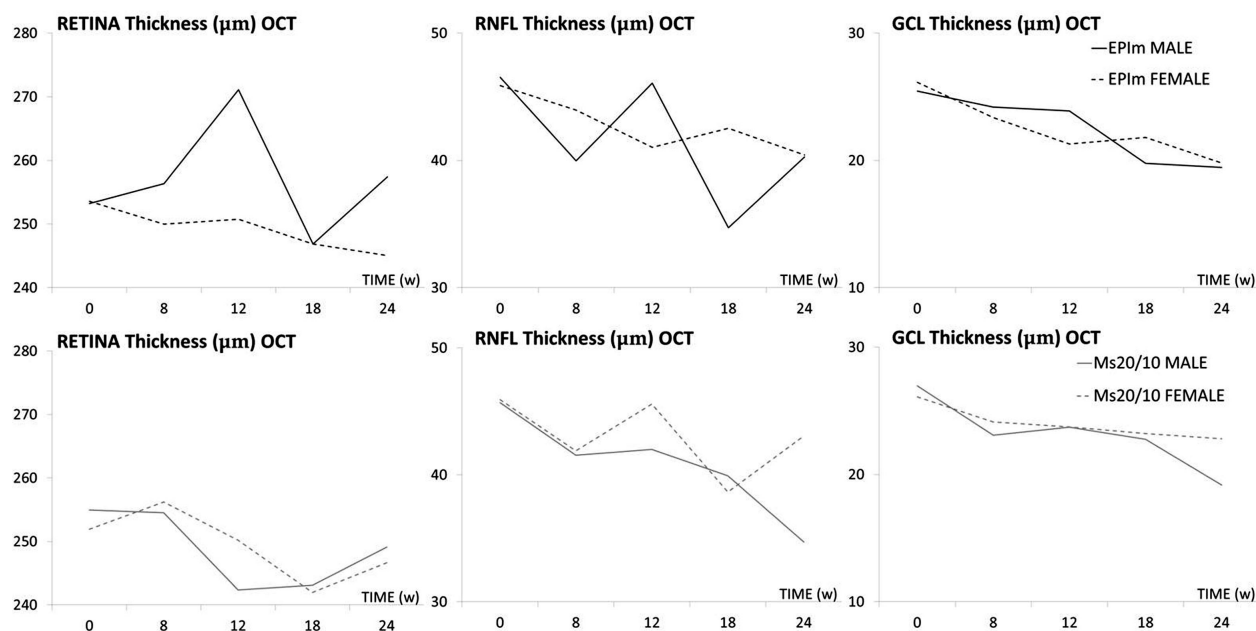 RETINA Thickness (µm) OCT
280
270
260
250
240
TIME (w)
0 8 12 18 24
RNFL Thickness (µm) OCT
50
40
30
TIME (w)
0 8 12 18 24
GCL Thickness (µm) OCT
30
EPIm MALE
EPIm FEMALE
20
10
TIME (w)
0 8 12 18 24
RETINA Thickness (µm) OCT
280
270
260
250
240
TIME (w)
0 8 12 18 24
RNFL Thickness (µm) OCT
50
40
30
TIME (w)
0 8 12 18 24
GCL Thickness (µm) OCT
30
Ms20/10 MALE
Ms20/10 FEMALE
20
10
TIME (w)
0 8 12 18 24